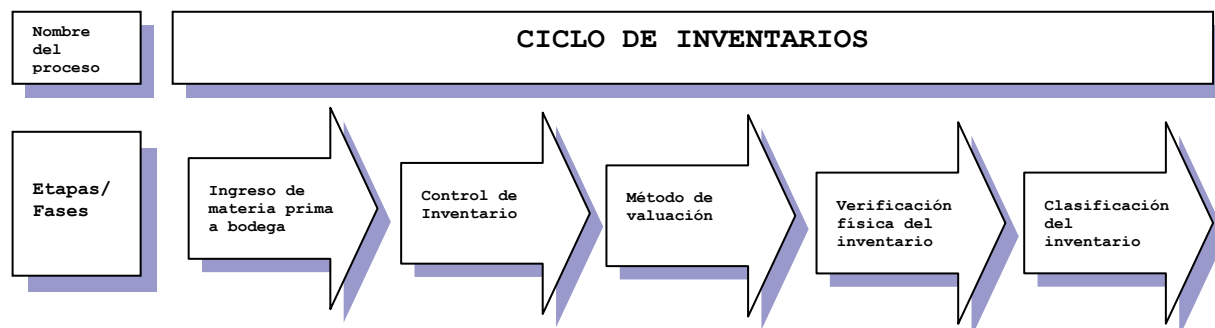 Nombre
del
proceso
CICLO DE INVENTARIOS
Etapas/
Fases
Ingreso de
materia prima
a bodega
Control de
Inventario
Método de
valuación
Verificación
física del
inventario
Clasificación
del
inventario